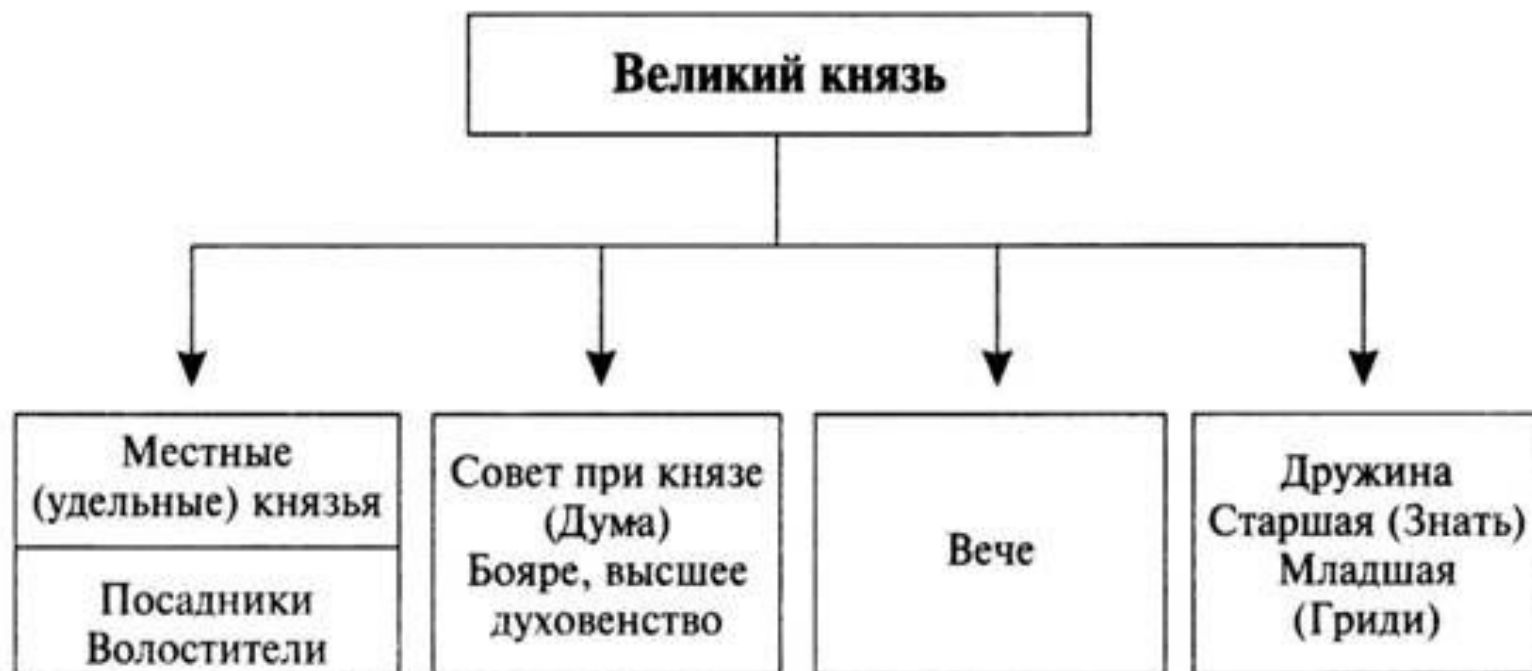 Великий князь
Местные
(удельные) князья
Посадники
Волостители
Совет при князе
(Дума)
Бояре, высшее
духовенство
Вече
Дружина
Старшая (Знать)
Младшая
(Гриди)